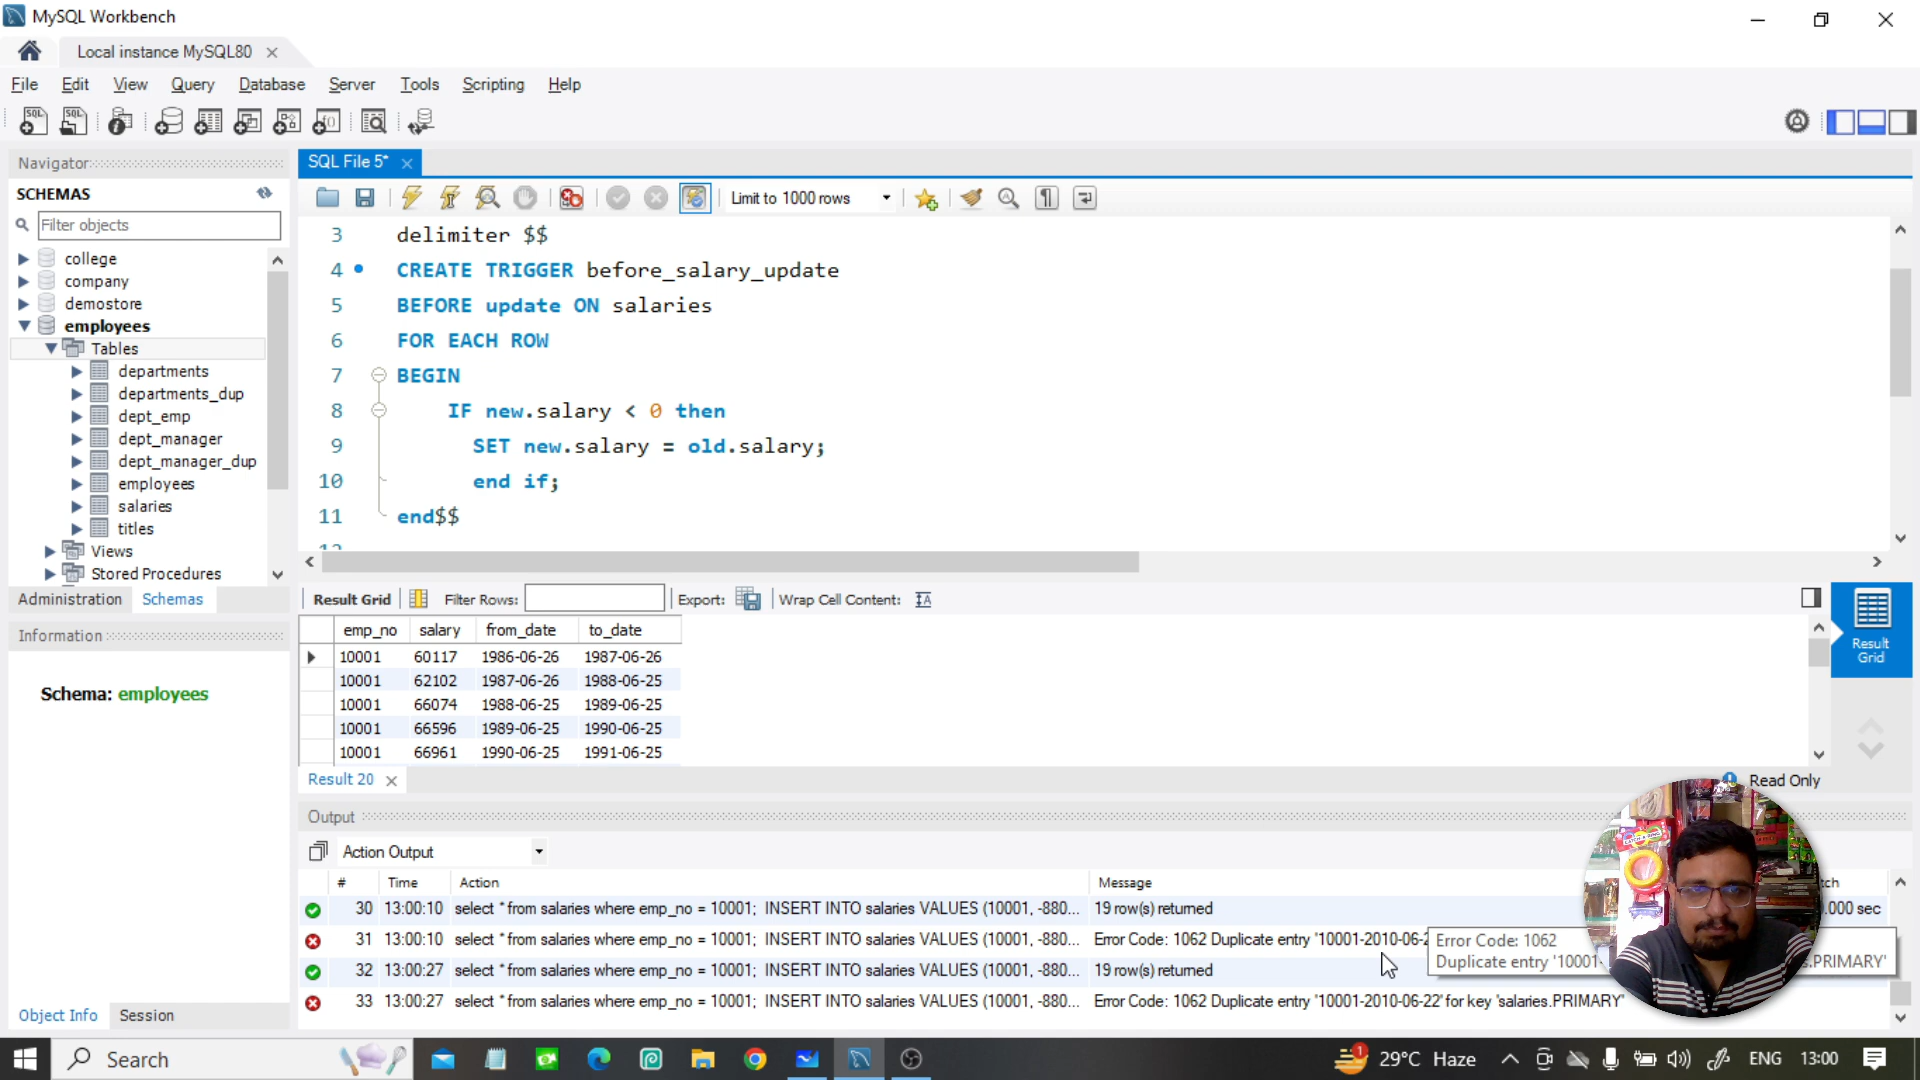 MySQL Workbench
Local instance MySQL80
File Edit View Query Database Server Tools Scripting Help
Navigator
SCHEMAS
Filter objects
college
company
demostore
employees
Tables
departments
departments_dup
dept_emp
dept_manager
dept_manager_dup
employees
salaries
titles
Views
Stored Procedures
Administration Schemas
Information
Schema: employees
Object Info Session
SQL File 5*
Limit to 1000 rows
3 delimiter $$
4 CREATE TRIGGER before_salary_update
5 BEFORE update ON salaries
6 FOR EACH ROW
7 BEGIN
8 IF new.salary < 0 then
9 SET new.salary = old.salary;
10 end if;
11 end$$
12
Result Grid Filter Rows: Export: Wrap Cell Content:
emp_no salary from_date to_date
10001 60117 1986-06-26 1987-06-26
10001 62102 1987-06-26 1988-06-25
10001 66074 1988-06-25 1989-06-25
10001 66596 1989-06-25 1990-06-25
10001 66961 1990-06-25 1991-06-25
Result Grid
Result 20
Read Only
Output
Action Output
# Time Action Message tch
30 13:00:10 select * from salaries where emp_no = 10001; INSERT INTO salaries VALUES (10001, -880... 19 row(s) returned .000 sec
31 13:00:10 select * from salaries where emp_no = 10001; INSERT INTO salaries VALUES (10001, -880... Error Code: 1062 Duplicate entry '10001-2010-06-2
Error Code: 1062
Duplicate entry '10001- s.PRIMARY'
32 13:00:27 select * from salaries where emp_no = 10001; INSERT INTO salaries VALUES (10001, -880... 19 row(s) returned
33 13:00:27 select * from salaries where emp_no = 10001; INSERT INTO salaries VALUES (10001, -880... Error Code: 1062 Duplicate entry '10001-2010-06-22' for key 'salaries.PRIMARY'
Search
1
29°C Haze
ENG
13:00